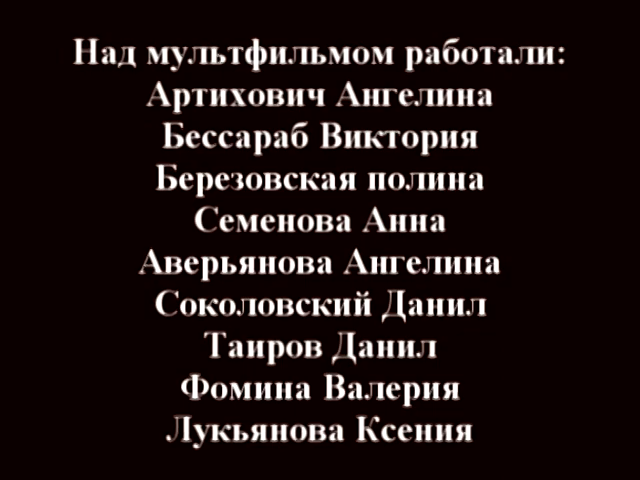 Над мультфильмом работали:
Артихович Ангелина
Бессараб Виктория
Березовская полина
Семенова Анна
Аверьянова Ангелина
Соколовский Данил
Таиров Данил
Фомина Валерия
Лукьянова Ксения